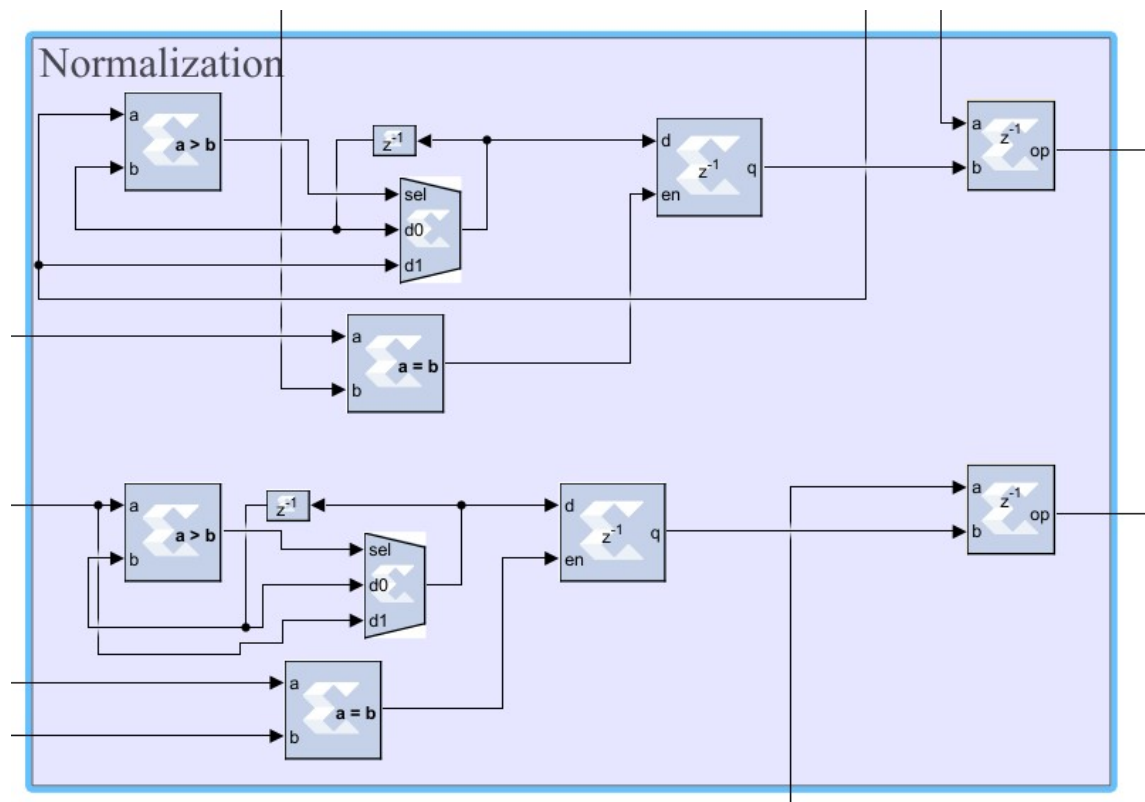 Normalization
a
b
a > b
z-1
sel
d0
d1
d
en
z-1
q
a
b
z-1
op
a
b
a = b
a
b
a > b
z-1
sel
d0
d1
d
en
z-1
q
a
b
z-1
op
a
b
a = b